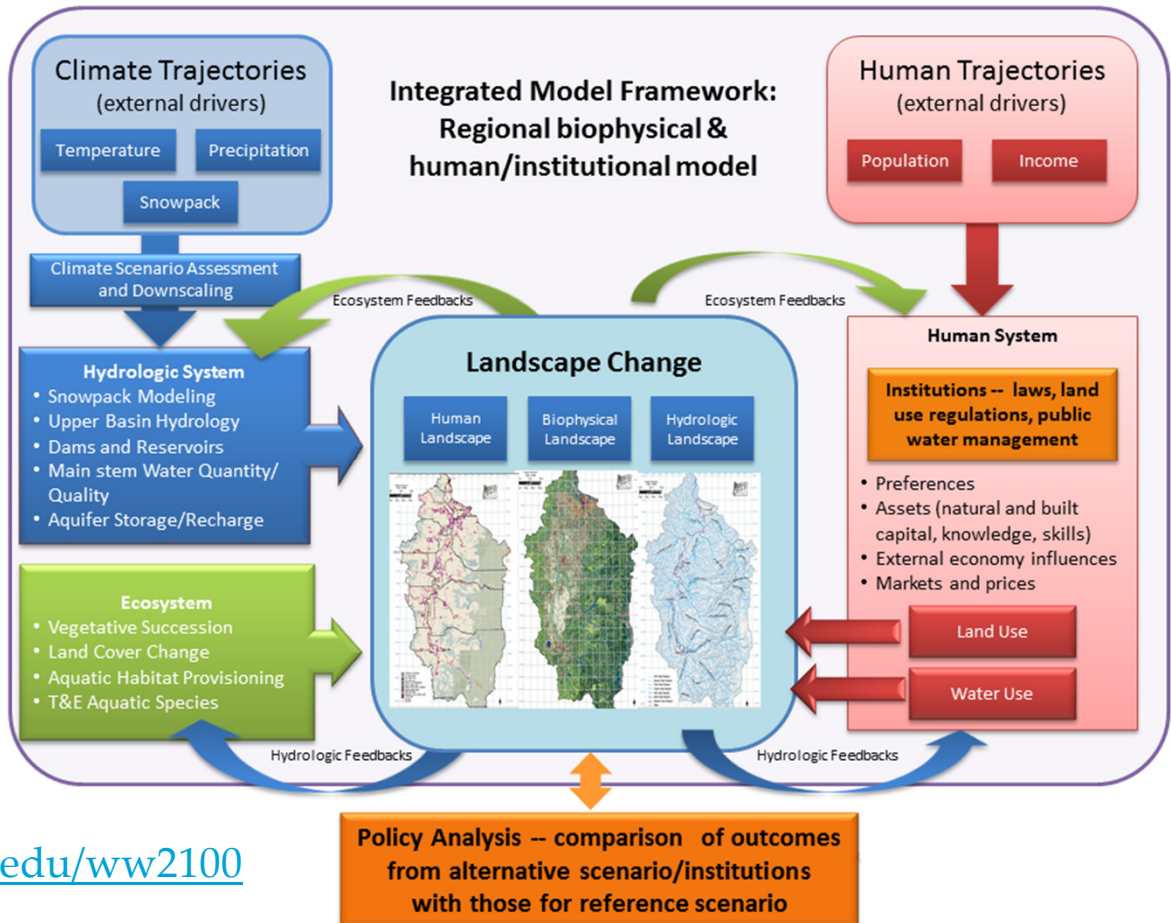 Climate Trajectories
(external drivers)
Temperature
Precipitation
Snowpack
Climate Scenario Assessment
and Downscaling
Integrated Model Framework:
Regional biophysical &
human/institutional model
Human Trajectories
(external drivers)
Population
Income
Ecosystem Feedbacks
Ecosystem Feedbacks
Hydrologic System
• Snowpack Modeling
• Upper Basin Hydrology
• Dams and Reservoirs
• Main stem Water Quantity/
Quality
• Aquifer Storage/Recharge
Ecosystem
• Vegetative Succession
• Land Cover Change
• Aquatic Habitat Provisioning
• T&E Aquatic Species
Landscape Change
Human
Landscape
Biophysical
Landscape
Hydrologic
Landscape
Human System
Institutions -- laws, land
use regulations, public
water management
• Preferences
• Assets (natural and built
capital, knowledge, skills)
• External economy influences
• Markets and prices
Land Use
Water Use
Hydrologic Feedbacks
Hydrologic Feedbacks
Policy Analysis -- comparison of outcomes
from alternative scenario/institutions
with those for reference scenario
edu/ww2100